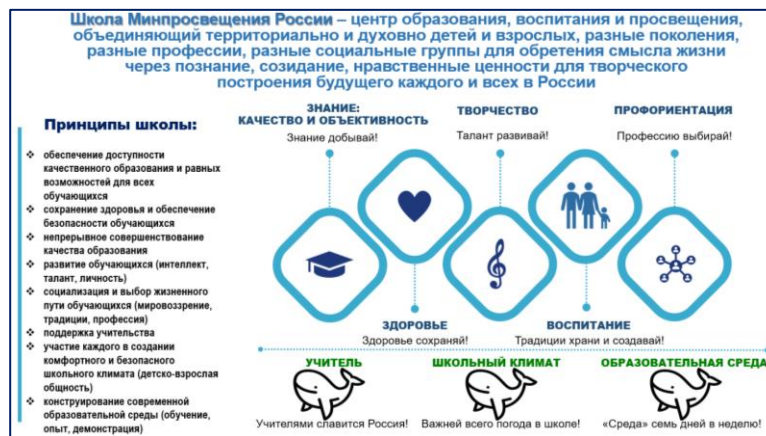 Школа Минпросвещения России – центр образования, воспитания и просвещения,
объединяющий территориально и духовно детей и взрослых, разные поколения,
разные профессии, разные социальные группы для обретения смысла жизни
через познание, созидание, нравственные ценности для творческого
построения будущего каждого и всех в России
Принципы школы:
❖ обеспечение доступности
качественного образования и равных
возможностей для всех
обучающихся
❖ сохранение здоровья и обеспечение
безопасности обучающихся
❖ непрерывное совершенствование
качества образования
❖ развитие обучающихся (интеллект,
талант, личность)
❖ социализация и выбор жизненного
пути обучающихся (мировоззрение,
традиции, профессия)
❖ поддержка учительства
❖ участие каждого в создании
комфортного и безопасного
школьного климата (детско-взрослая
общность)
❖ конструирование современной
образовательной среды (обучение,
опыт, демонстрация)
ЗНАНИЕ:
КАЧЕСТВО И ОБЪЕКТИВНОСТЬ
Знание добывай!
ТВОРЧЕСТВО
Талант развивай!
ПРОФОРИЕНТАЦИЯ
Профессию выбирай!
ЗДОРОВЬЕ
Здоровье сохраняй!
ВОСПИТАНИЕ
Традиции храни и создавай!
УЧИТЕЛЬ
Учителями славится Россия!
ШКОЛЬНЫЙ КЛИМАТ
Важней всего погода в школе!
ОБРАЗОВАТЕЛЬНАЯ СРЕДА
«Среда» семь дней в неделю!